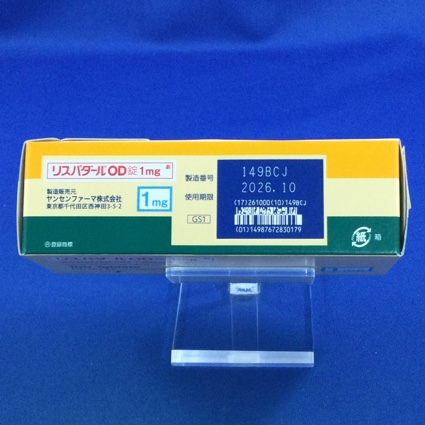 リスパダール®OD錠1mg
製造販売元
ヤンセンファーマ株式会社
東京都千代田区西神田3-5-2
1mg
製造番号 149BCJ
使用期限 2026.10
GS1
(17)261000(10)149BCJ
(01)14987672830179
®登録商標
紙 箱